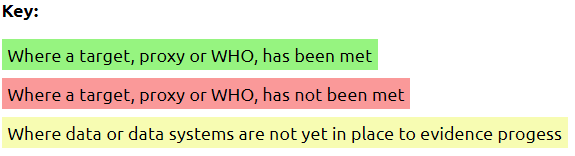 Key:
Where a target, proxy or WHO, has been met
Where a target, proxy or WHO, has not been met
Where data or data systems are not yet in place to evidence progess